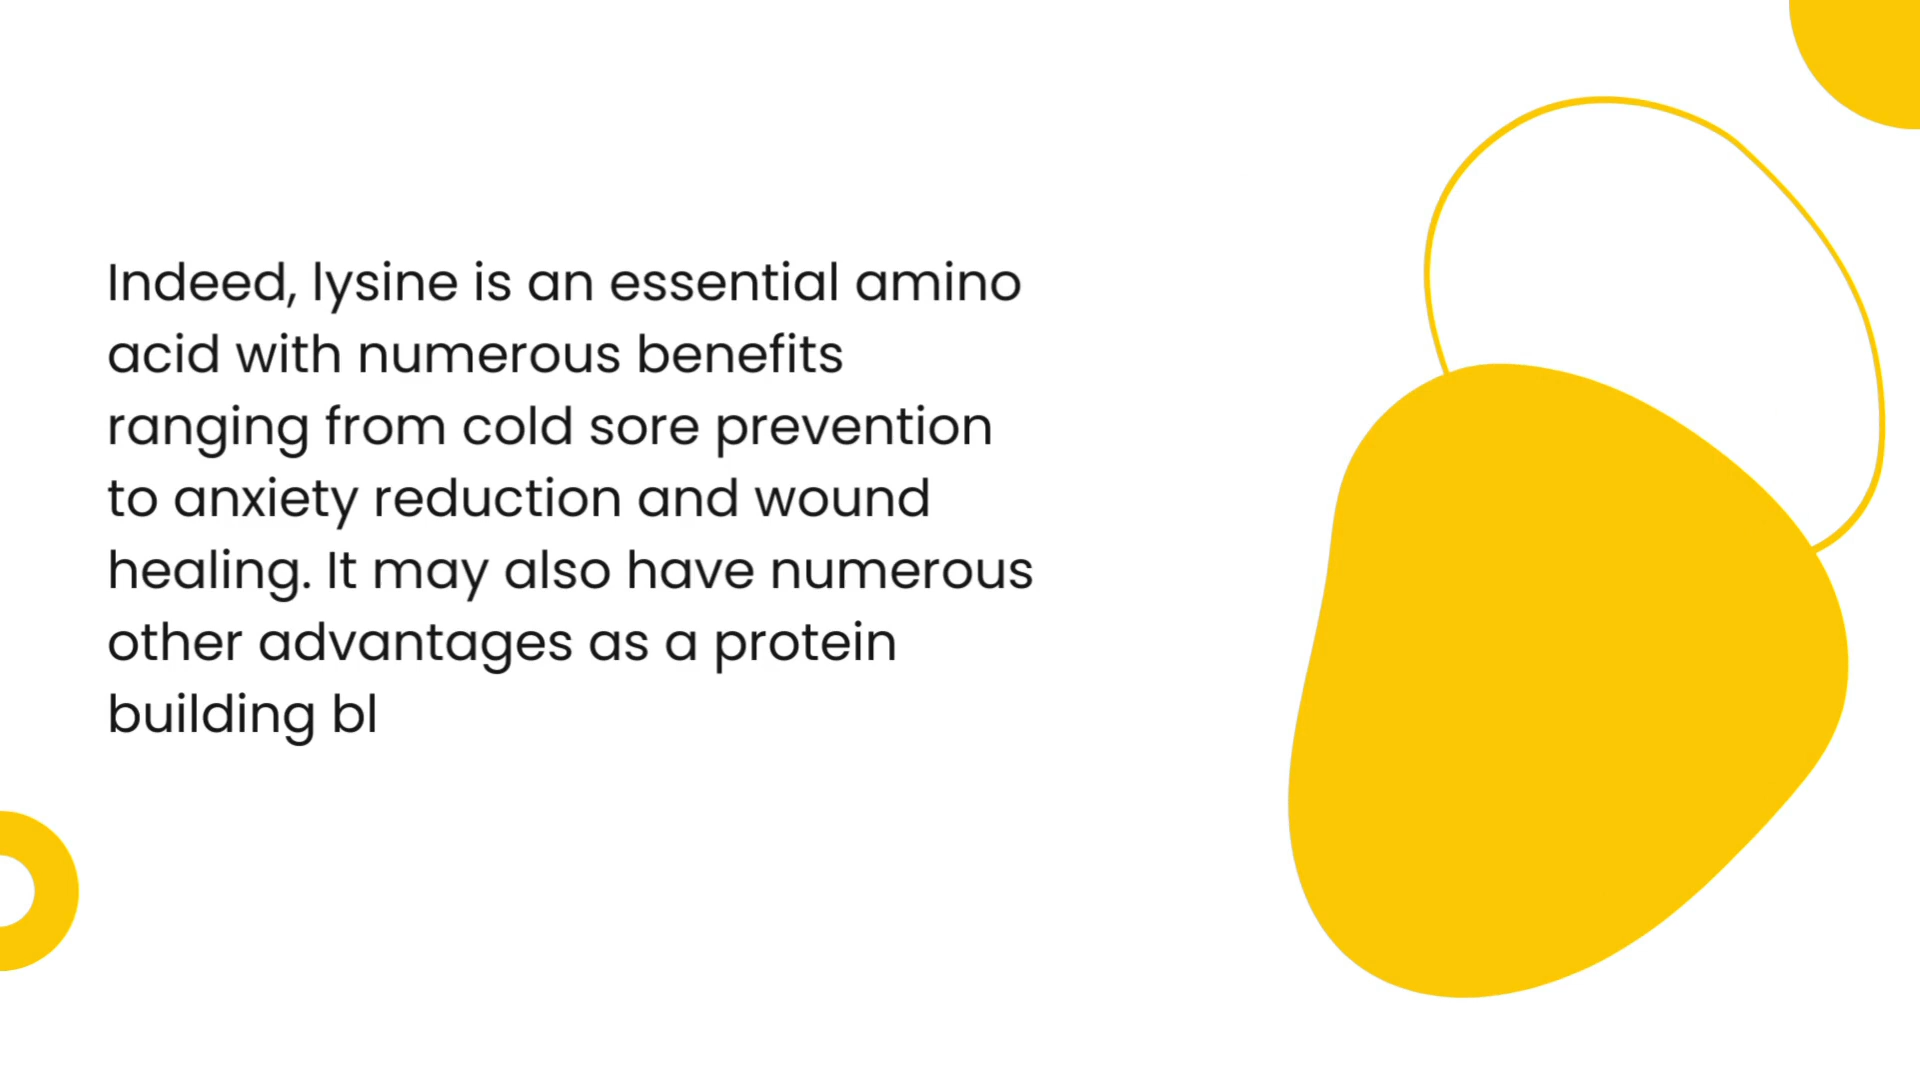 Indeed, lysine is an essential amino
acid with numerous benefits
ranging from cold sore prevention
to anxiety reduction and wound
healing. It may also have numerous
other advantages as a protein
building bl